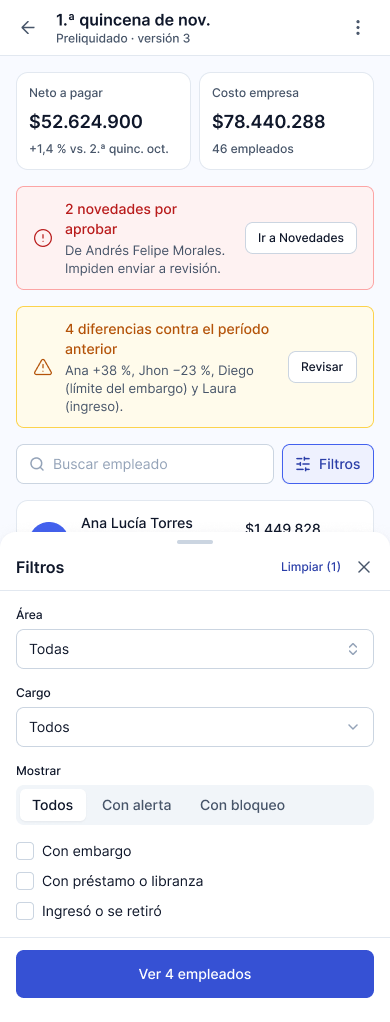 1.ª quincena de nov.
Preliquidado · versión 3
Neto a pagar
$52.624.900
+1,4 % vs. 2.ª quinc. oct.
Costo empresa
$78.440.288
46 empleados
2 novedades por
aprobar
De Andrés Felipe Morales.
Impiden enviar a revisión.
Ir a Novedades
4 diferencias contra el período
anterior
Ana +38 %, Jhon −23 %, Diego
(límite del embargo) y Laura
(ingreso).
Revisar
Buscar empleado
Filtros
Ana Lucía Torres
$1.449.828
Filtros
Limpiar (1)
Área
Todas
Cargo
Todos
Mostrar
Todos
Con alerta
Con bloqueo
Con embargo
Con préstamo o libranza
Ingresó o se retiró
Ver 4 empleados